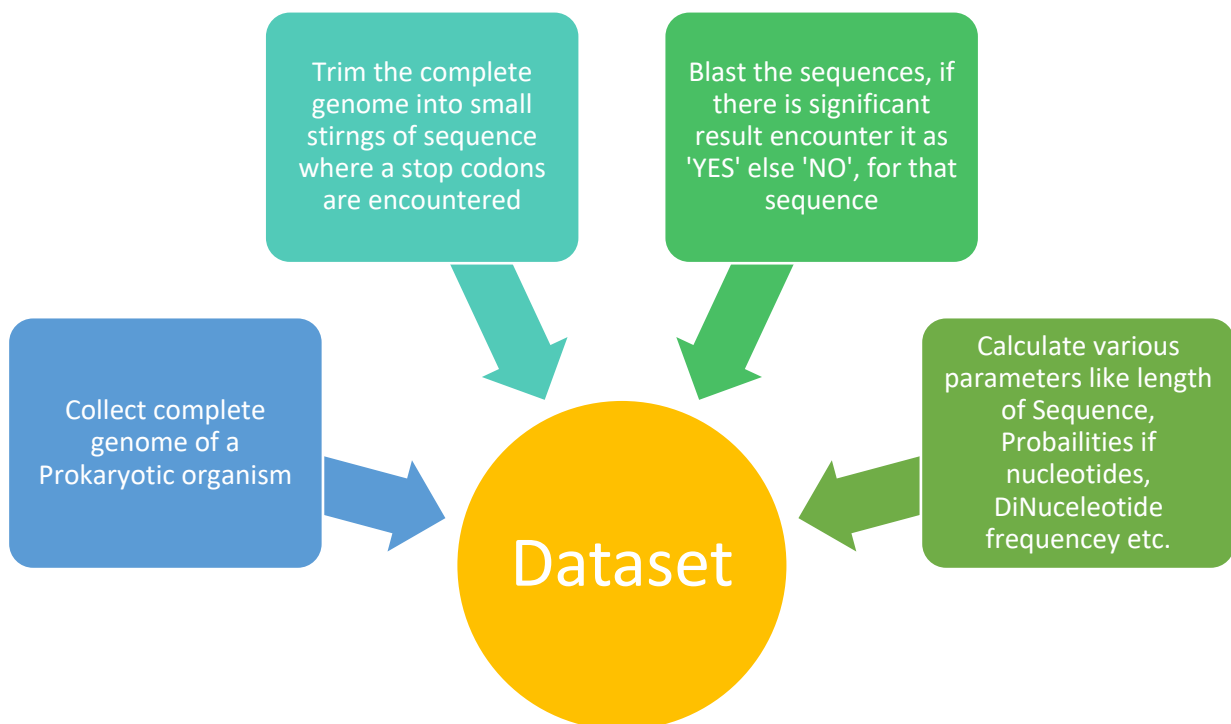 Collect complete
genome of a
Prokaryotic organism
Trim the complete
genome into small
stirngs of sequence
where a stop codons
are encountered
Blast the sequences, if
there is significant
result encounter it as
'YES' else 'NO', for that
sequence
Calculate various
parameters like length
of Sequence,
Probailities if
nucleotides,
DiNuceleotide
frequencey etc.
Dataset